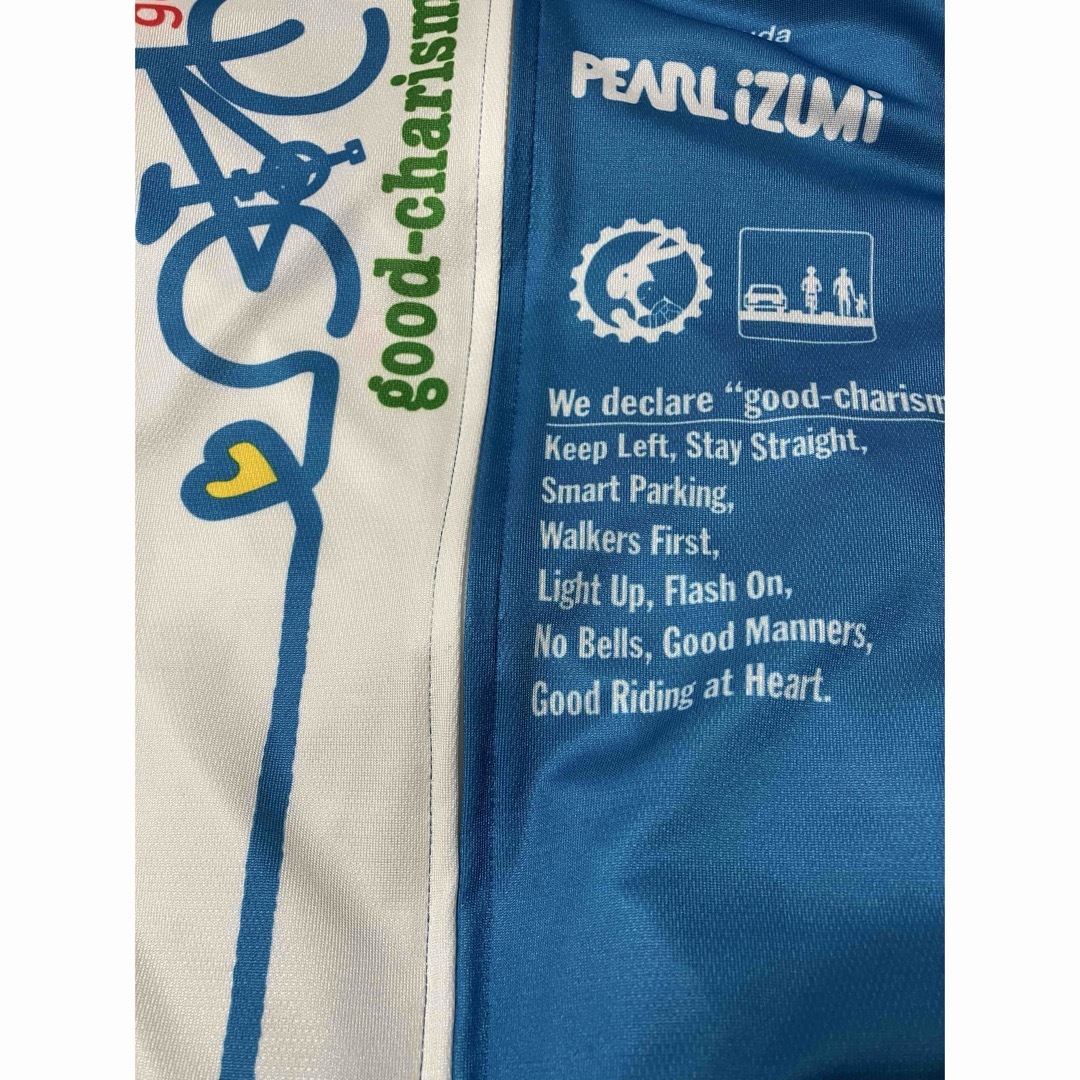 good-charism
PEARL iZUMi
We declare “good-charism
Keep Left, Stay Straight,
Smart Parking,
Walkers First,
Light Up, Flash On,
No Bells, Good Manners,
Good Riding at Heart.